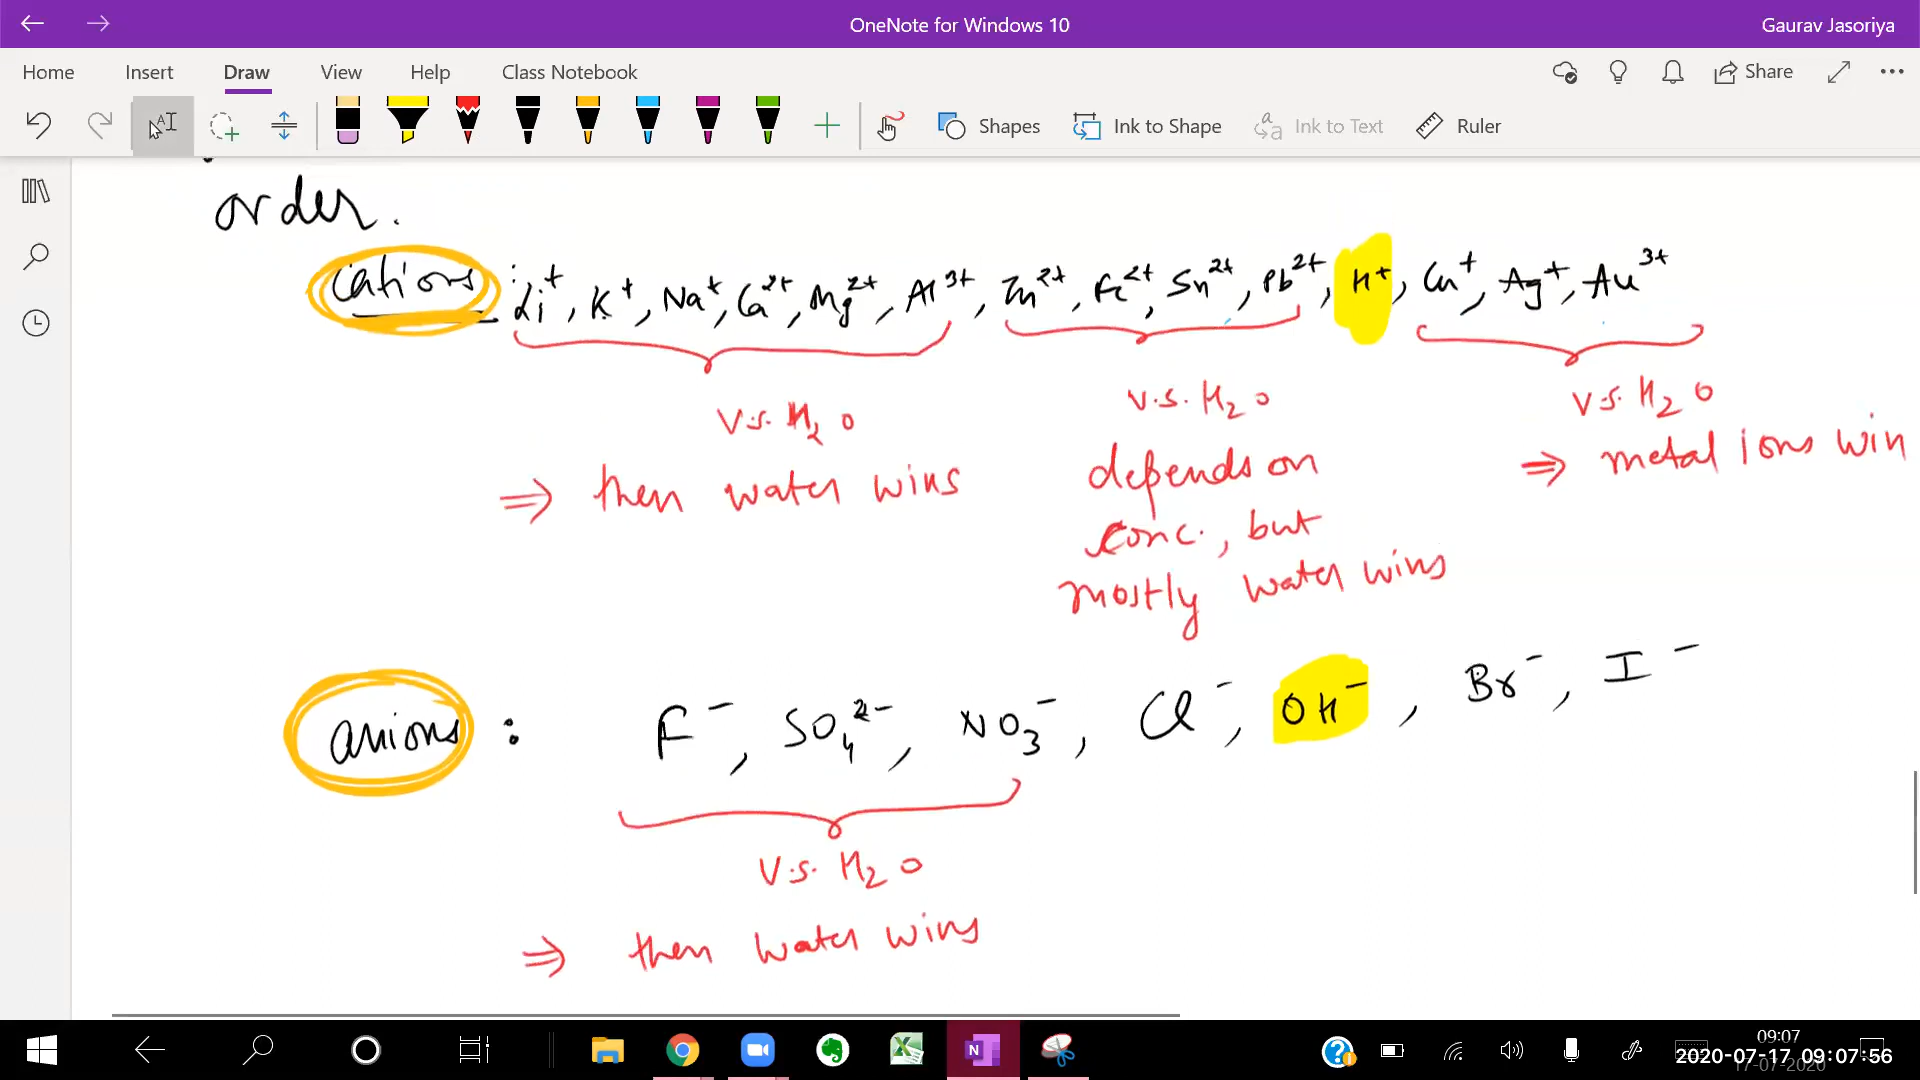 OneNote for Windows 10
Gaurav Jasoriya
Home Insert Draw View Help Class Notebook Share
Shapes Ink to Shape Ink to Text Ruler
order.
Cations : Li⁺, K⁺, Na⁺, Ca²⁺, Mg²⁺, Al³⁺, Zn²⁺, Fe²⁺, Sn²⁺, Pb²⁺, H⁺, Cu⁺, Ag⁺, Au³⁺
v.s. H₂O
⇒ then water wins
v.s. H₂O
depends on
conc., but
mostly water wins
v.s. H₂O
⇒ metal ions win
anions : F⁻, SO₄²⁻, NO₃⁻, Cl⁻, OH⁻, Br⁻, I⁻
v.s. H₂O
⇒ then water wins
09:07
2020-07-17 09:07:56
17-07-2020